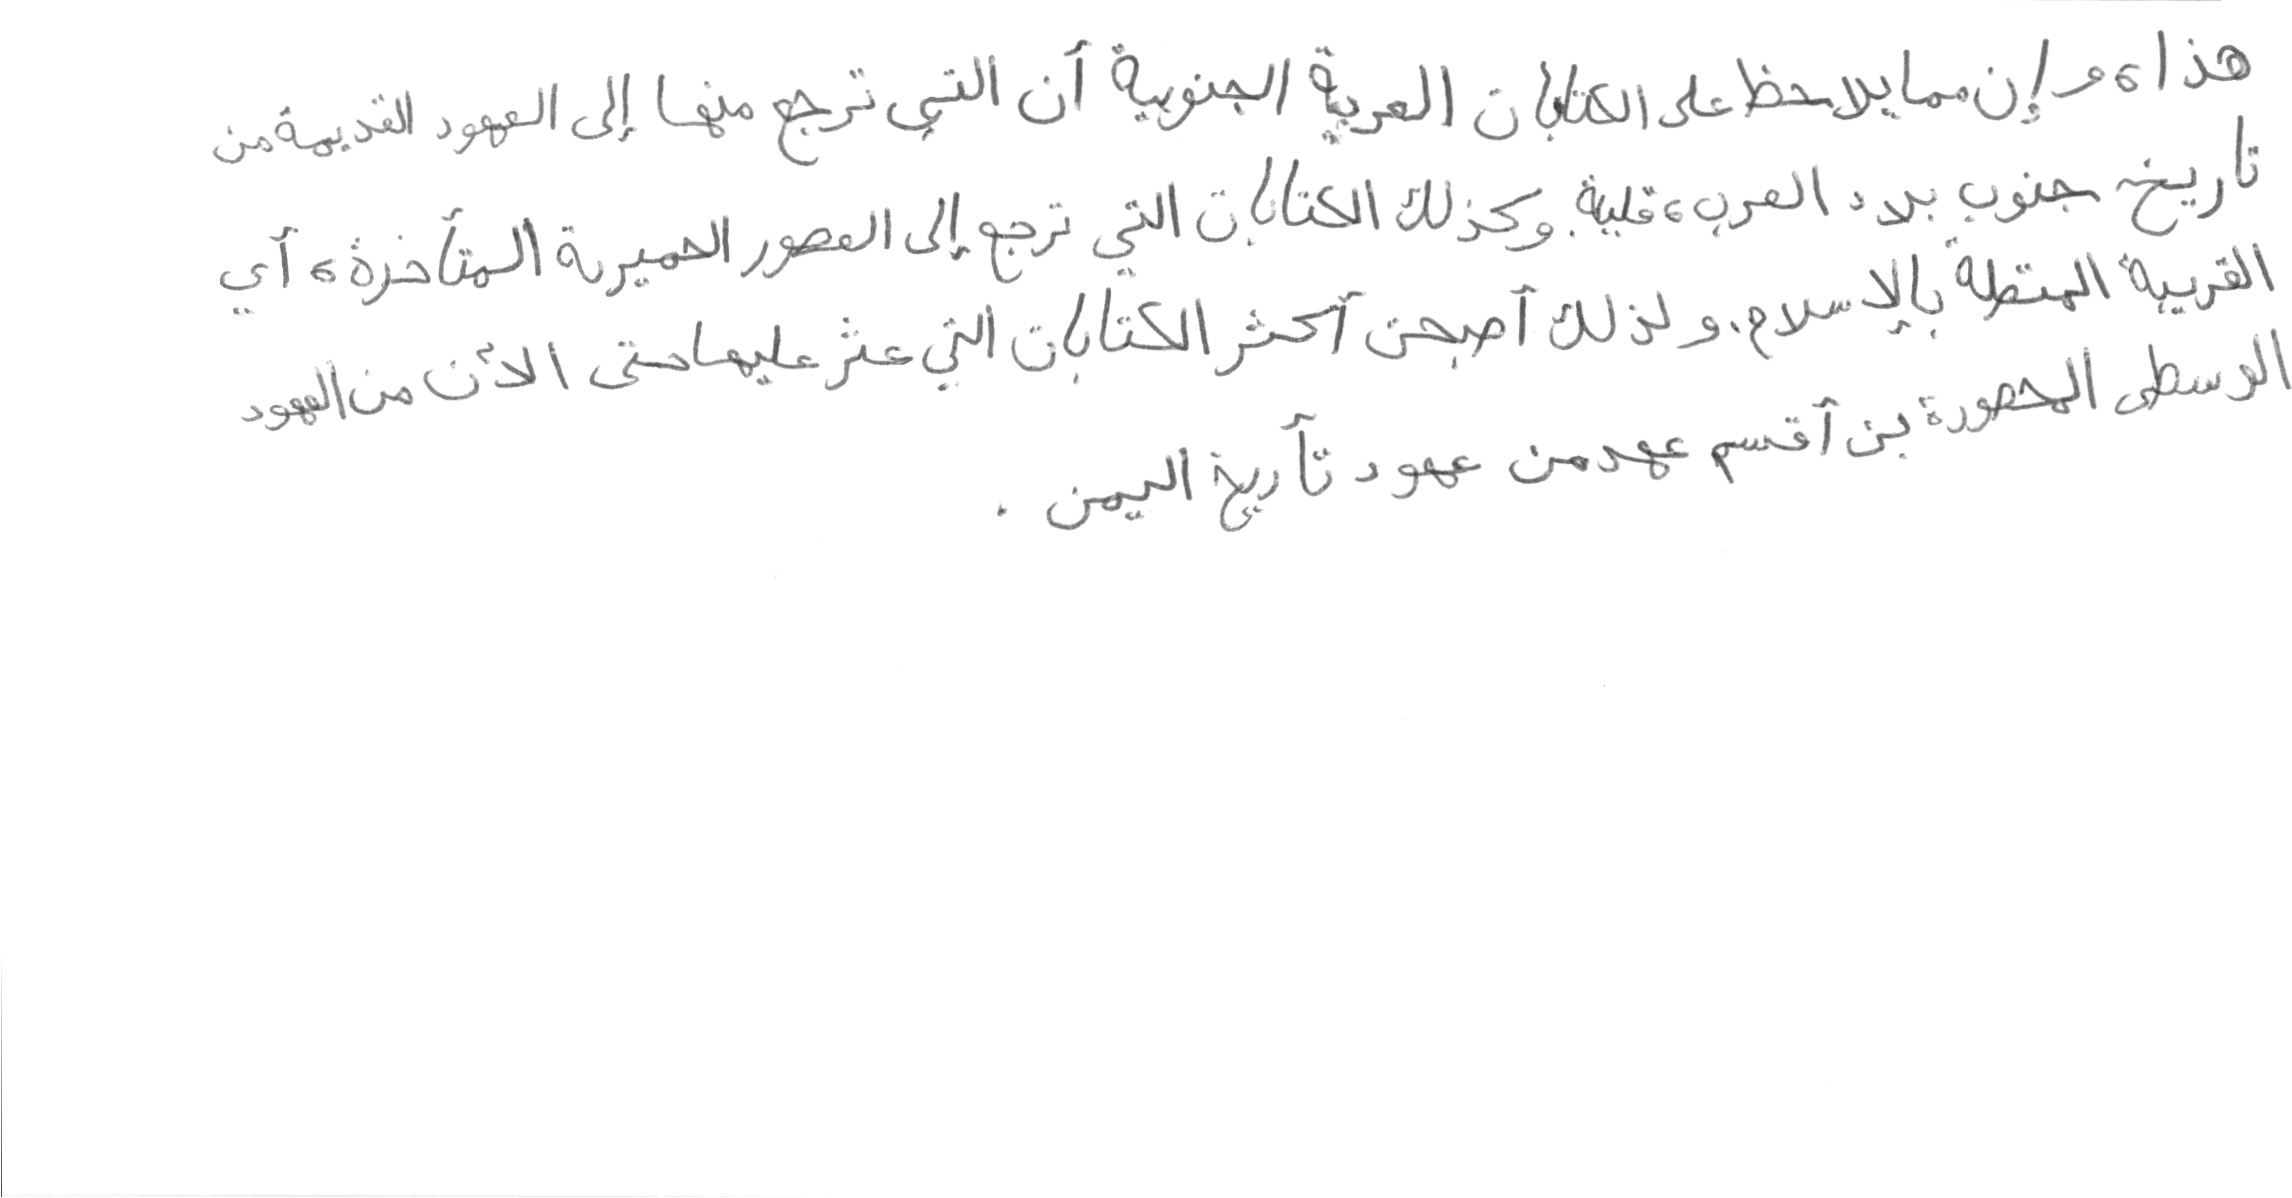 هذا، وإن مما يلاحظ على الكتابات العربية الجنوبية أن التي ترجع منها إلى العهود القديمة من
تاريخ جنوب بلاد العرب، قليلة. وكذلك الكتابات التي ترجع إلى العصور الحميرية المتأخرة، أي
القريبة المتصلة بالإسلام. ولذلك أصبحت أكثر الكتابات التي عثر عليها حتى الآن من العهود
الوسطى المحصورة بين أقسم عهد من عهود تأريخ اليمن .